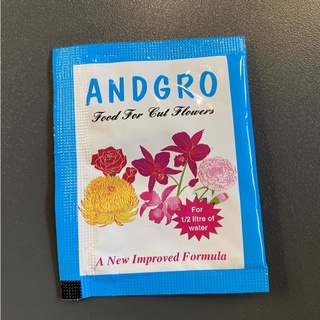 ANDGRO
Food For Cut Flowers
For
1/2 litre of
water
A New Improved Formula